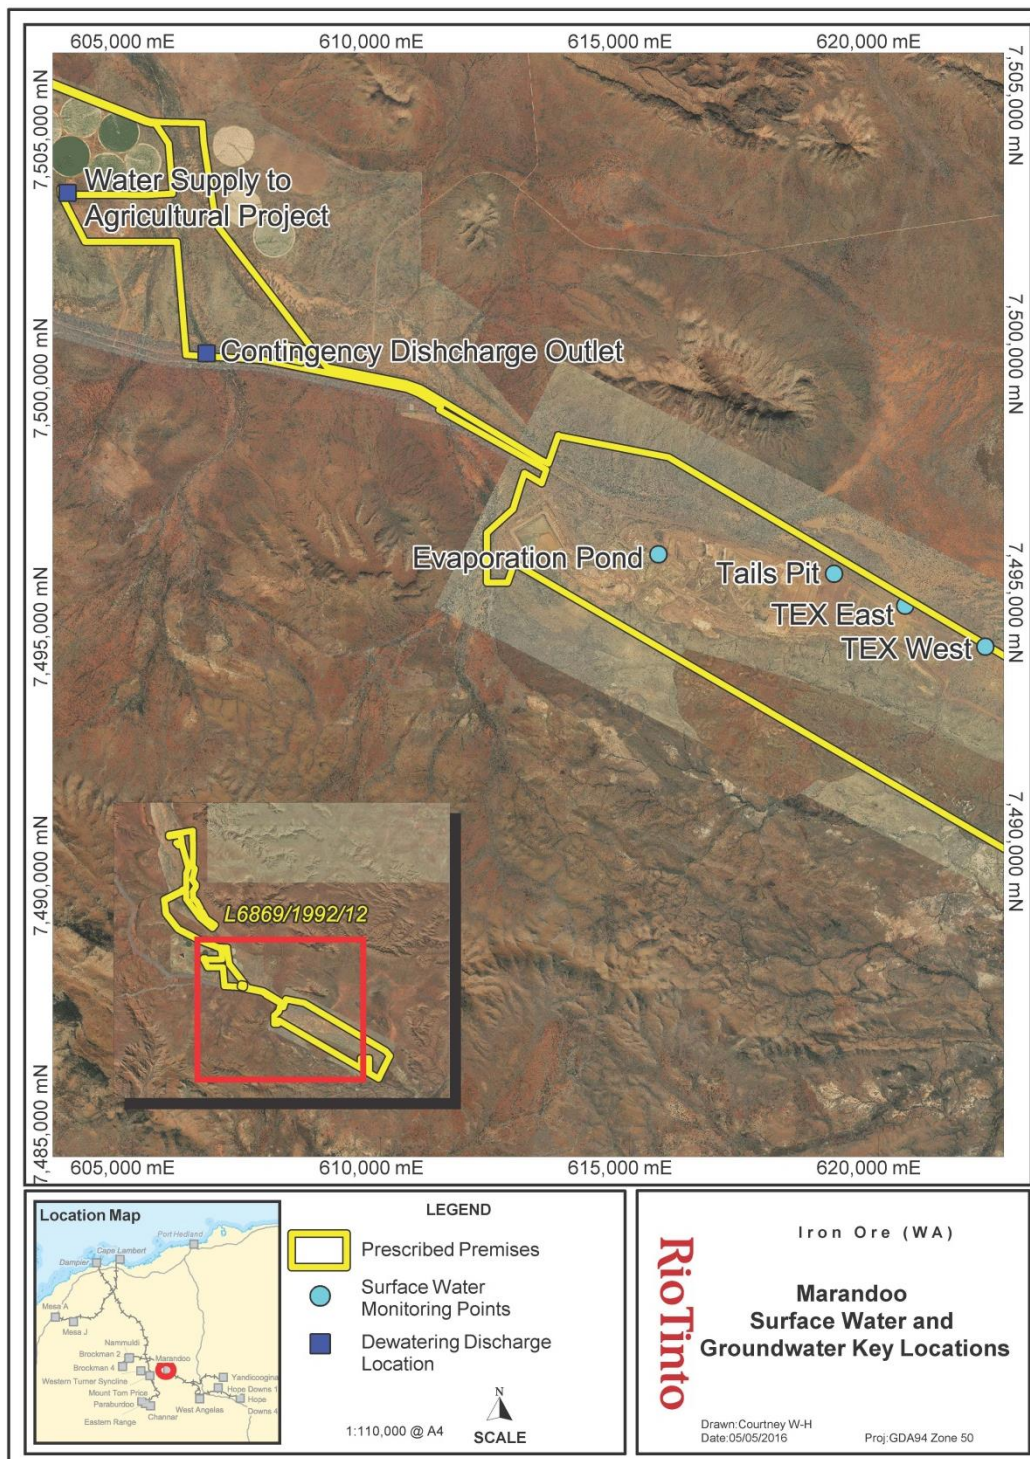 605,000 mE
610,000 mE
615,000 mE
620,000 mE
7,505,000 mN
7,505,000 mN
Water Supply to
Agricultural Project
7,500,000 mN
7,500,000 mN
Contingency Dishcharge Outlet
Evaporation Pond
Tails Pit
TEX East
TEX West
7,495,000 mN
7,495,000 mN
7,490,000 mN
7,490,000 mN
L6869/1992/12
7,485,000 mN
605,000 mE
610,000 mE
615,000 mE
620,000 mE
Location Map
Port Hedland
Cape Lambert
Dampier
Mesa A
Mesa J
Nammuldi
Brockman 2
Marandoo
Brockman 4
Western Turner Syncline
Yandicoogina
Mount Tom Price
Hope Downs 1
Paraburdoo
Hope
Downs 4
West Angelas
Eastern Range
Channar
LEGEND
Prescribed Premises
Surface Water
Monitoring Points
Dewatering Discharge
Location
1:110,000 @ A4
N
SCALE
RioTinto
Iron Ore (WA)
Marandoo
Surface Water and
Groundwater Key Locations
Drawn:Courtney W-H
Date:05/05/2016
Proj:GDA94 Zone 50